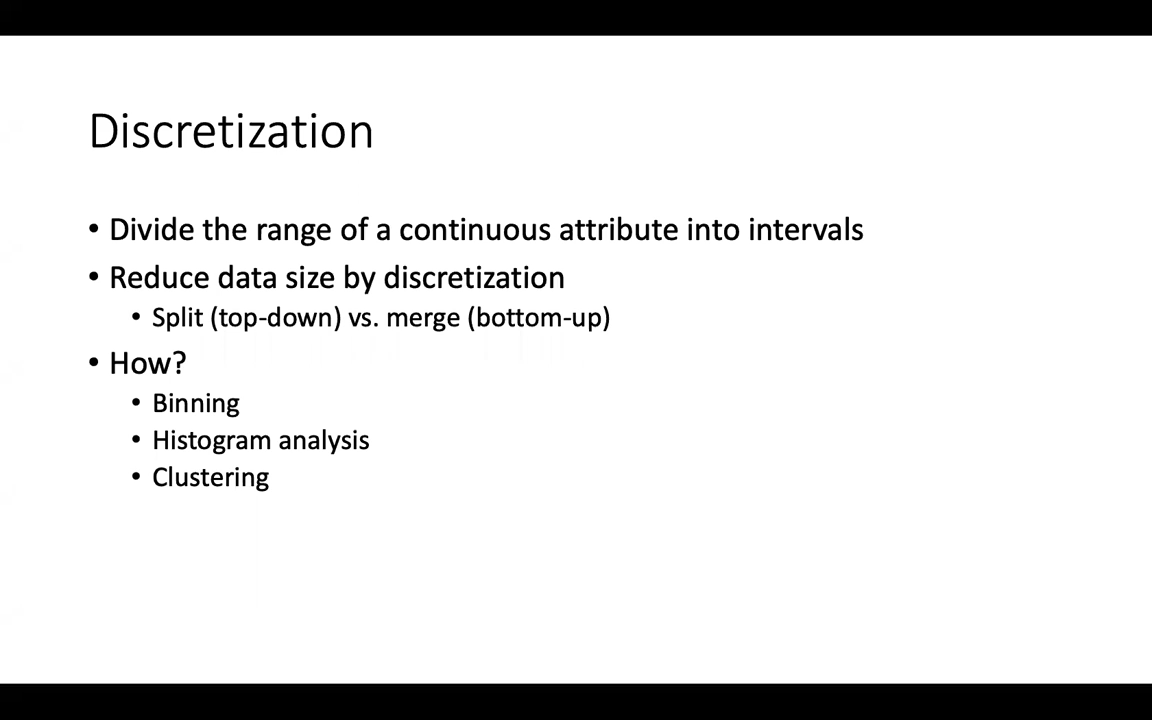 Discretization
• Divide the range of a continuous attribute into intervals
• Reduce data size by discretization
• Split (top-down) vs. merge (bottom-up)
• How?
• Binning
• Histogram analysis
• Clustering